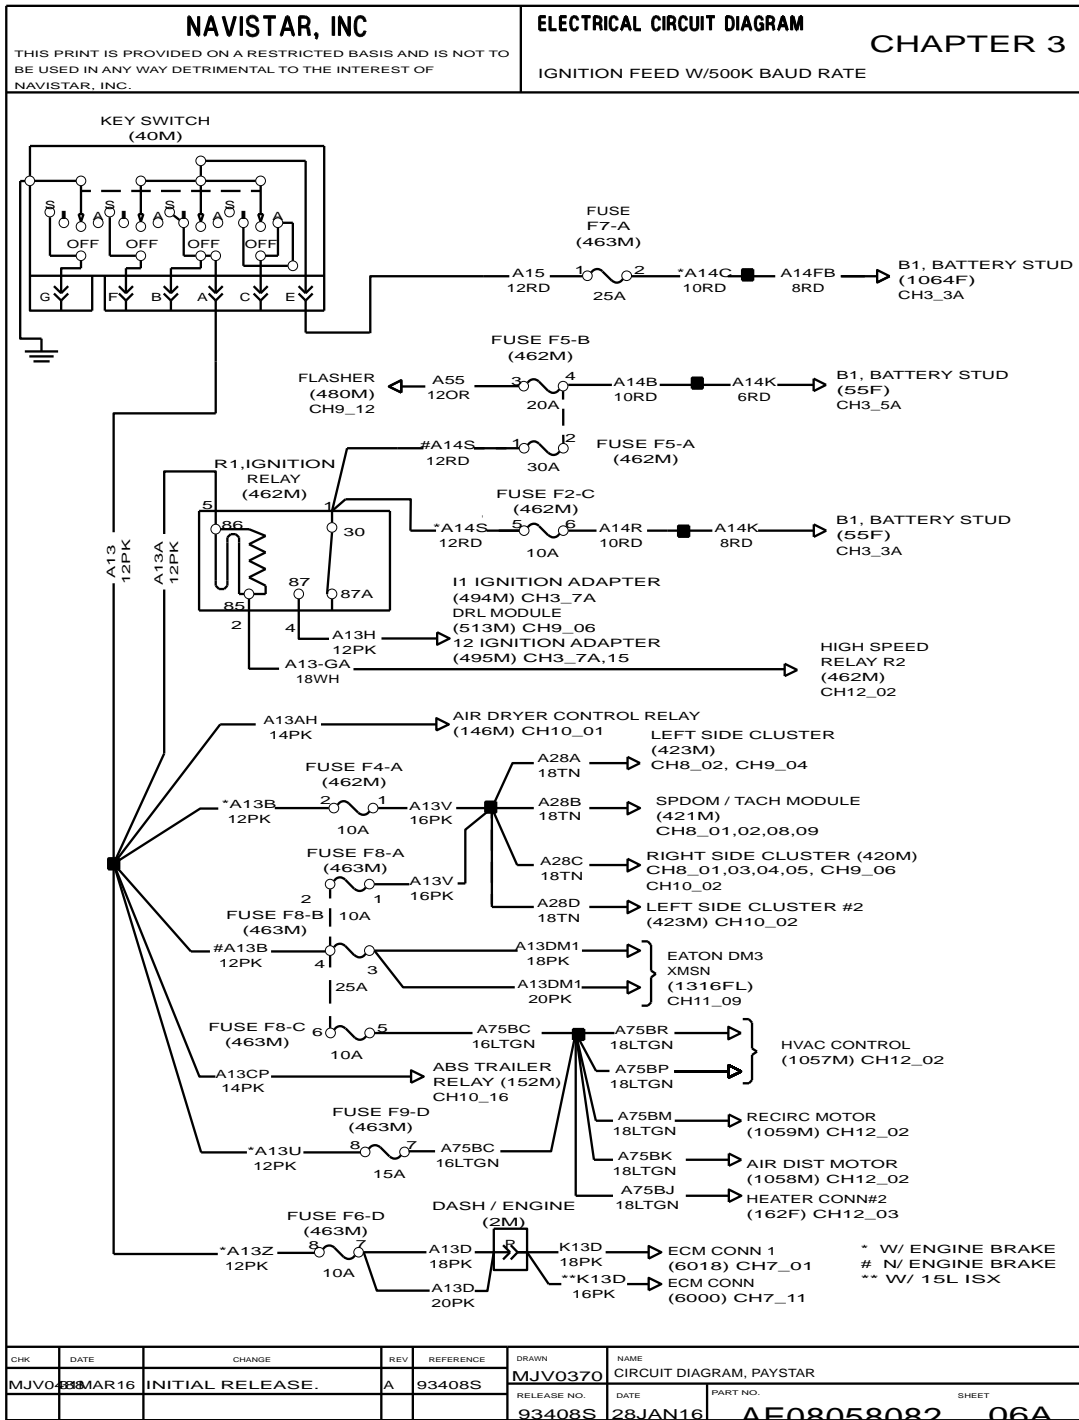 NAVISTAR, INC
THIS PRINT IS PROVIDED ON A RESTRICTED BASIS AND IS NOT TO
BE USED IN ANY WAY DETRIMENTAL TO THE INTEREST OF
NAVISTAR, INC.
ELECTRICAL CIRCUIT DIAGRAM
CHAPTER 3
IGNITION FEED W/500K BAUD RATE
KEY SWITCH
(40M)
S I A S I A S I A S I A
OFF OFF OFF OFF
G F B A C E
FUSE
F7-A
(463M)
A15 1 2 *A14C A14FB
12RD 25A 10RD 8RD
B1, BATTERY STUD
(1064F)
CH3_3A
FUSE F5-B
(462M)
FLASHER
(480M)
CH9_12
A55 3 4 A14B A14K
12OR 20A 10RD 6RD
B1, BATTERY STUD
(55F)
CH3_5A
#A14S 1 2
12RD 30A
FUSE F5-A
(462M)
R1,IGNITION
RELAY
(462M)
5 1
86 30
87 87A
85
2 4
FUSE F2-C
(462M)
*A14S 5 6 A14R A14K
12RD 10A 10RD 8RD
B1, BATTERY STUD
(55F)
CH3_3A
A13
12PK
A13A
12PK
A13H
12PK
I1 IGNITION ADAPTER
(494M) CH3_7A
DRL MODULE
(513M) CH9_06
12 IGNITION ADAPTER
(495M) CH3_7A,15
A13-GA
18WH
HIGH SPEED
RELAY R2
(462M)
CH12_02
A13AH
14PK
AIR DRYER CONTROL RELAY
(146M) CH10_01
FUSE F4-A
(462M)
*A13B 2 1 A13V
12PK 10A 16PK
A28A
18TN
LEFT SIDE CLUSTER
(423M)
CH8_02, CH9_04
A28B
18TN
SPDOM / TACH MODULE
(421M)
CH8_01,02,08,09
FUSE F8-A
(463M)
2 1 A13V
10A 16PK
A28C
18TN
RIGHT SIDE CLUSTER (420M)
CH8_01,03,04,05, CH9_06
CH10_02
A28D
18TN
LEFT SIDE CLUSTER #2
(423M) CH10_02
FUSE F8-B
(463M)
#A13B 4 3
12PK 25A
A13DM1
18PK
A13DM1
20PK
EATON DM3
XMSN
(1316FL)
CH11_09
FUSE F8-C
(463M)
6 5 A75BC
10A 16LTGN
A75BR
18LTGN
A75BP
18LTGN
HVAC CONTROL
(1057M) CH12_02
A13CP
14PK
ABS TRAILER
RELAY (152M)
CH10_16
FUSE F9-D
(463M)
*A13U 8 7 A75BC
12PK 15A 16LTGN
A75BM
18LTGN
RECIRC MOTOR
(1059M) CH12_02
A75BK
18LTGN
AIR DIST MOTOR
(1058M) CH12_02
A75BJ
18LTGN
HEATER CONN#2
(162F) CH12_03
FUSE F6-D
(463M)
DASH / ENGINE
(2M)
R
*A13Z 8 7 A13D
12PK 10A 18PK
A13D
20PK
K13D
18PK
ECM CONN 1
(6018) CH7_01
**K13D
16PK
ECM CONN
(6000) CH7_11
* W/ ENGINE BRAKE
# N/ ENGINE BRAKE
** W/ 15L ISX
CHK DATE CHANGE REV REFERENCE
MAR16 INITIAL RELEASE. A 93408S
DRAWN
MJV0370
NAME
CIRCUIT DIAGRAM, PAYSTAR
RELEASE NO. DATE PART NO. SHEET
93408S 28JAN16 AF08058082 06A